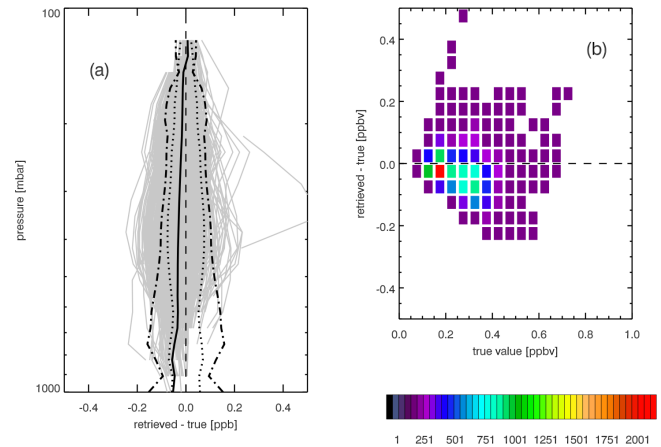 100
1000
pressure [mbar]
(a)
-0.4 -0.2 0.0 0.2 0.4
retrieved - true [ppb]
0.4
0.2
0.0
-0.2
-0.4
retrieved - true [ppbv]
(b)
0.0 0.2 0.4 0.6 0.8 1.0
true value [ppbv]
1 251 501 751 1001 1251 1501 1751 2001